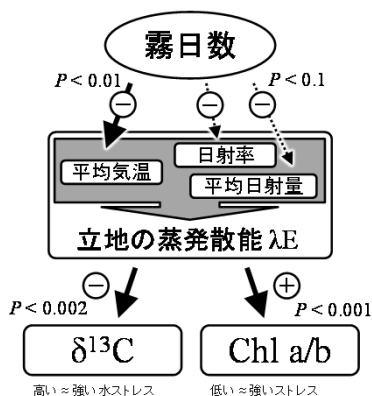 霧日数
P < 0.01
P < 0.1
− − −
日射率
平均気温
平均日射量
立地の蒸発散能 λE
− +
P < 0.002
P < 0.001
δ¹³C
Chl a/b
高い ≈ 強い水ストレス
低い ≈ 強いストレス